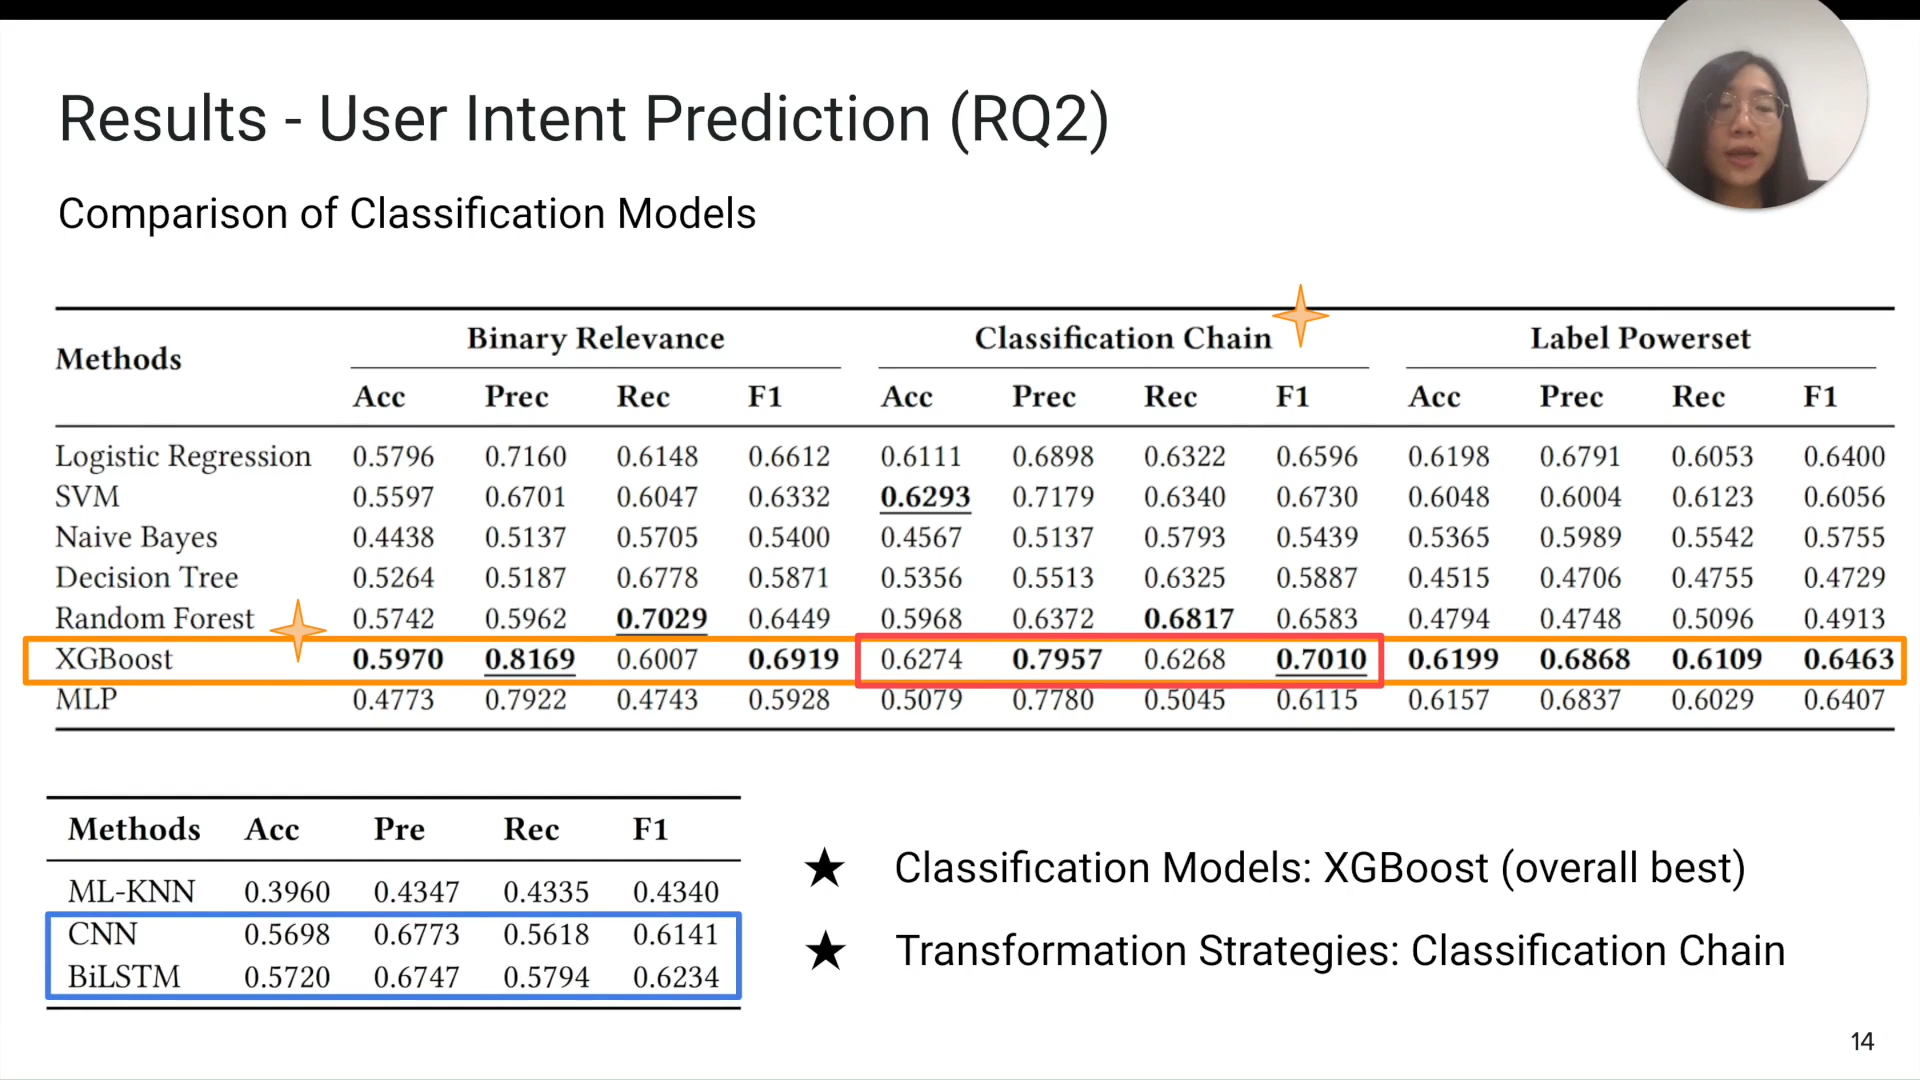 Results - User Intent Prediction (RQ2)
Comparison of Classification Models
Methods Binary Relevance Classification Chain Label Powerset
Acc Prec Rec F1 Acc Prec Rec F1 Acc Prec Rec F1
Logistic Regression 0.5796 0.7160 0.6148 0.6612 0.6111 0.6898 0.6322 0.6596 0.6198 0.6791 0.6053 0.6400
SVM 0.5597 0.6701 0.6047 0.6332 0.6293 0.7179 0.6340 0.6730 0.6048 0.6004 0.6123 0.6056
Naive Bayes 0.4438 0.5137 0.5705 0.5400 0.4567 0.5137 0.5793 0.5439 0.5365 0.5989 0.5542 0.5755
Decision Tree 0.5264 0.5187 0.6778 0.5871 0.5356 0.5513 0.6325 0.5887 0.4515 0.4706 0.4755 0.4729
Random Forest 0.5742 0.5962 0.7029 0.6449 0.5968 0.6372 0.6817 0.6583 0.4794 0.4748 0.5096 0.4913
XGBoost 0.5970 0.8169 0.6007 0.6919 0.6274 0.7957 0.6268 0.7010 0.6199 0.6868 0.6109 0.6463
MLP 0.4773 0.7922 0.4743 0.5928 0.5079 0.7780 0.5045 0.6115 0.6157 0.6837 0.6029 0.6407
Methods Acc Pre Rec F1
ML-KNN 0.3960 0.4347 0.4335 0.4340
CNN 0.5698 0.6773 0.5618 0.6141
BiLSTM 0.5720 0.6747 0.5794 0.6234
★ Classification Models: XGBoost (overall best)
★ Transformation Strategies: Classification Chain
14